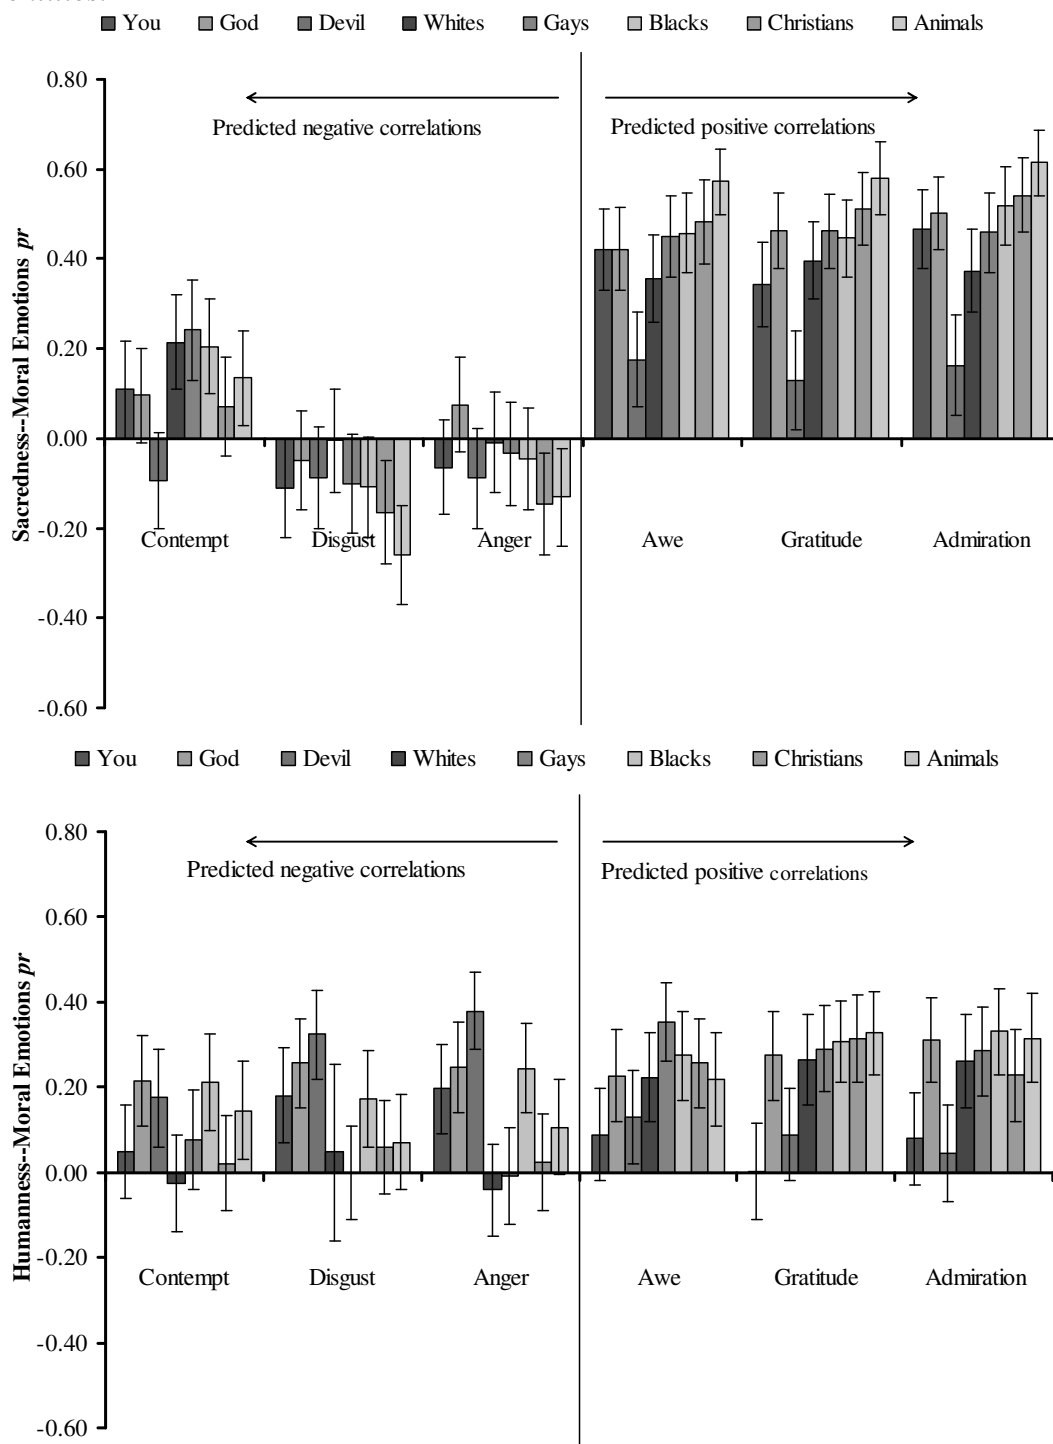 You God Devil Whites Gays Blacks Christians Animals
0.80
Predicted negative correlations
Predicted positive correlations
0.60
0.40
0.20
0.00
-0.20
Contempt Disgust Anger Awe Gratitude Admiration
-0.40
-0.60
Sacredness--Moral Emotions pr
You God Devil Whites Gays Blacks Christians Animals
0.80
Predicted negative correlations
Predicted positive correlations
0.60
0.40
0.20
0.00
-0.20
Contempt Disgust Anger Awe Gratitude Admiration
-0.40
-0.60
Humanness--Moral Emotions pr